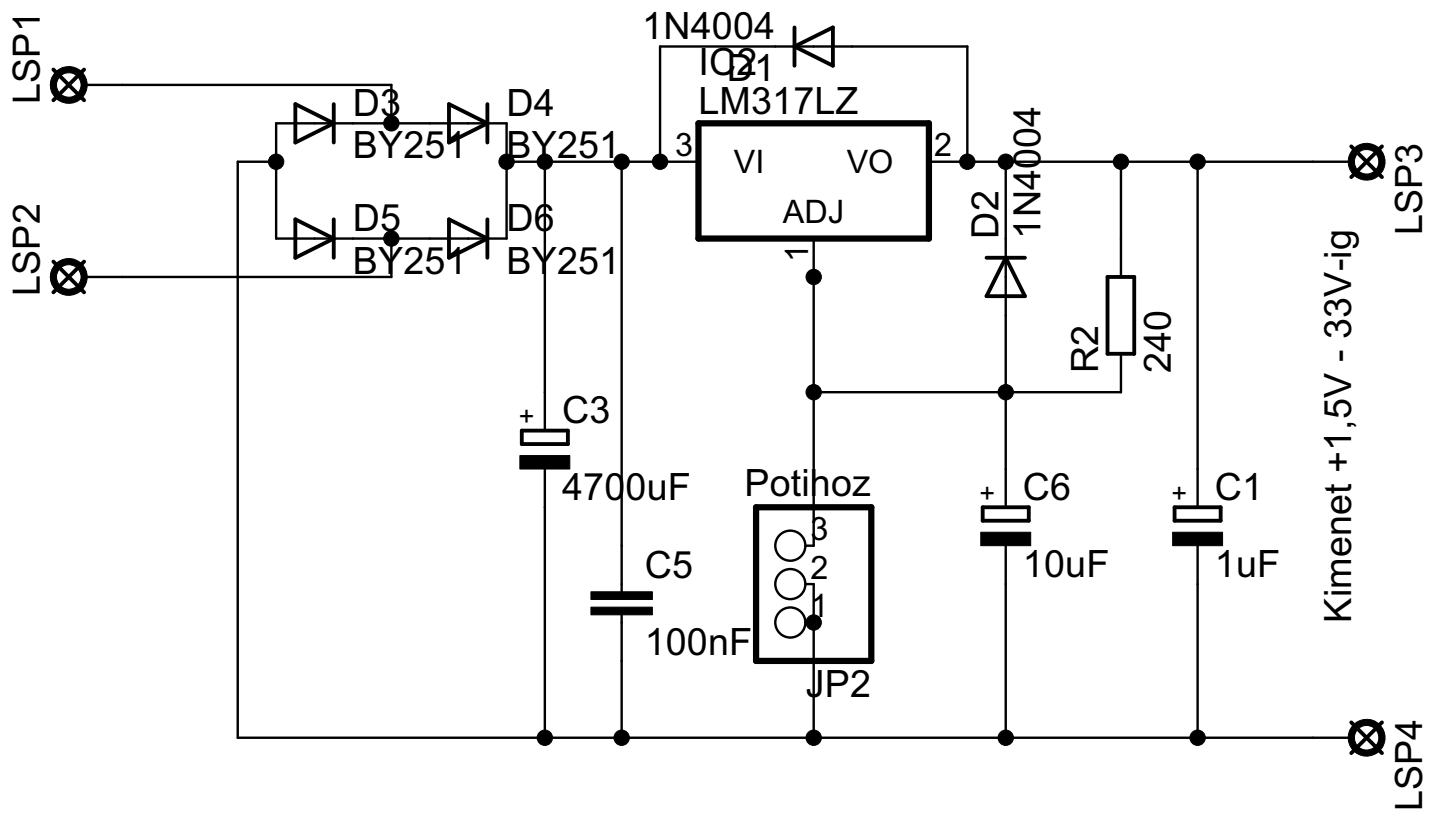 LSP1
LSP2
D3
BY251
D4
BY251
D5
BY251
D6
BY251
1N4004
D1
IC2
LM317LZ
3
VI
VO
2
ADJ
1
D2
1N4004
R2
240
LSP3
Kimenet +1,5V - 33V-ig
+
C3
4700uF
C5
100nF
Potihoz
3
2
1
JP2
+
C6
10uF
+
C1
1uF
LSP4